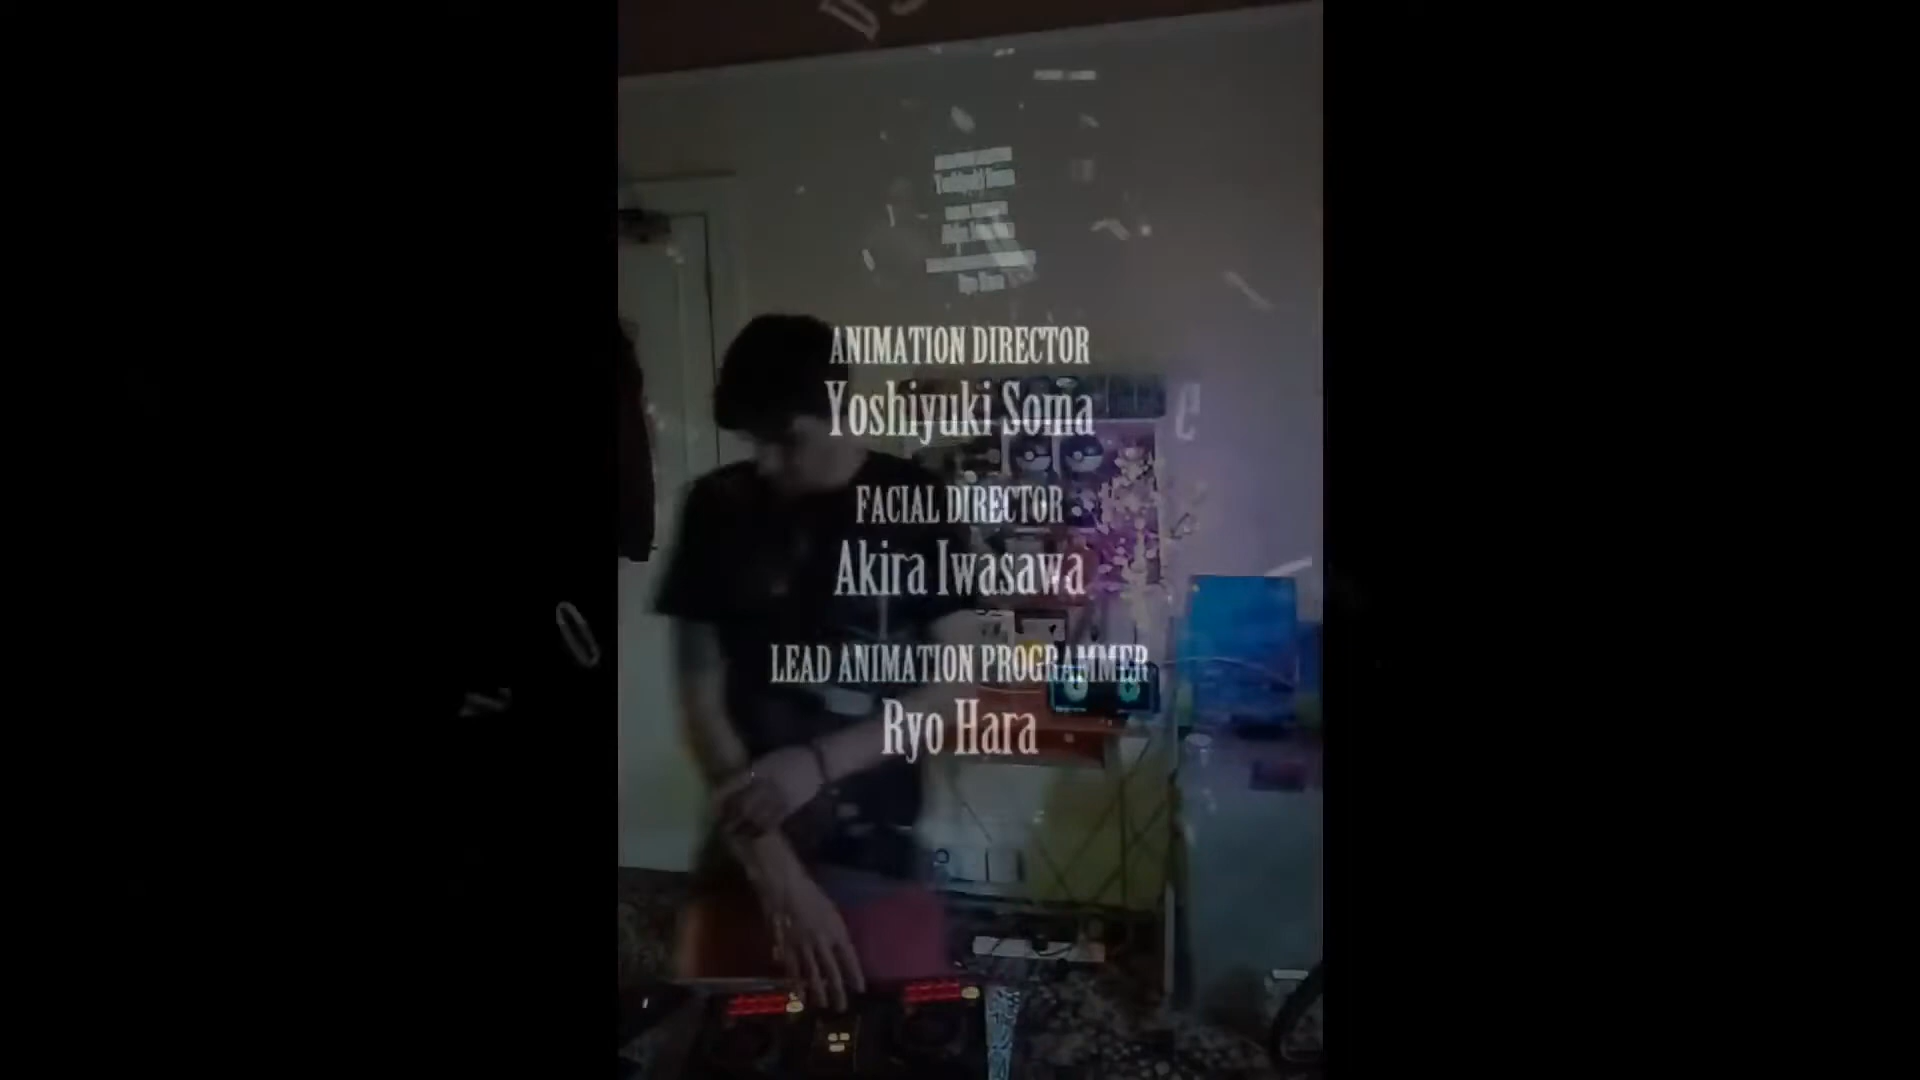 ANIMATION DIRECTOR
Yoshiyuki Soma
FACIAL DIRECTOR
Akira Iwasawa
LEAD ANIMATION PROGRAMMER
Ryo Hara